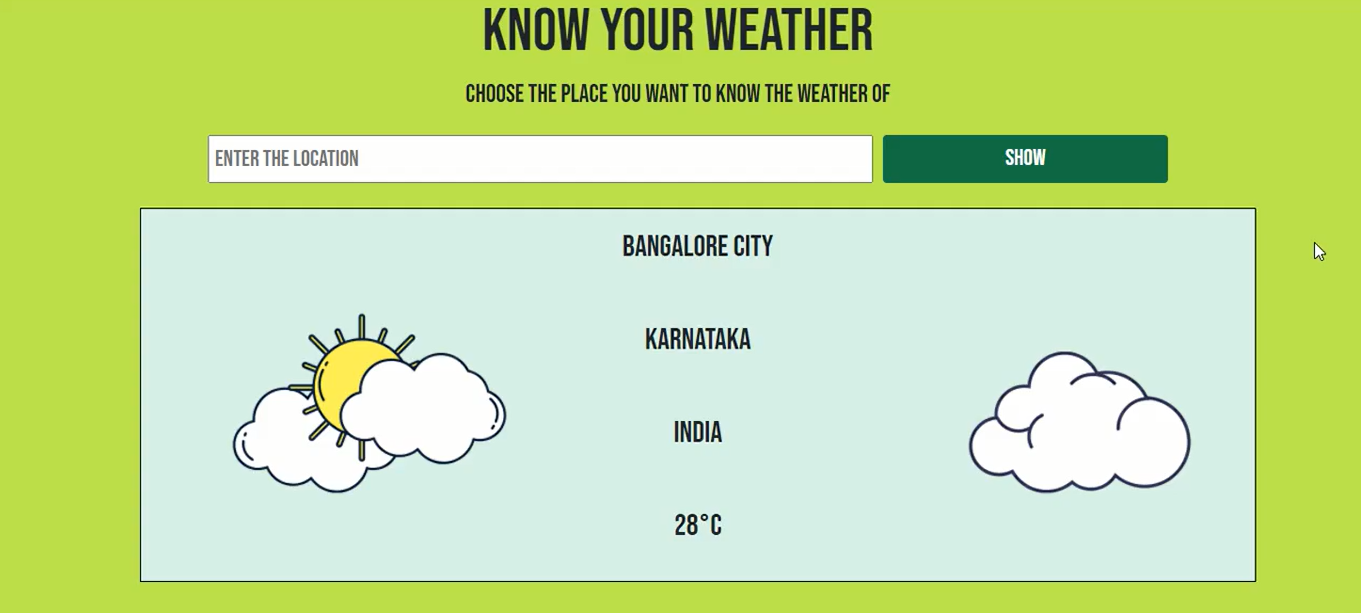 KNOW YOUR WEATHER
CHOOSE THE PLACE YOU WANT TO KNOW THE WEATHER OF
ENTER THE LOCATION
SHOW
BANGALORE CITY
KARNATAKA
INDIA
28°C